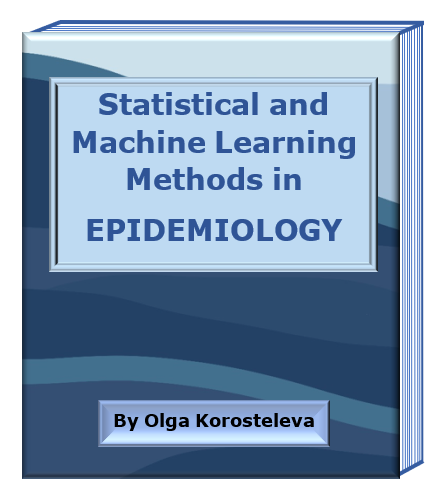 Statistical and
Machine Learning
Methods in
EPIDEMIOLOGY
By Olga Korosteleva